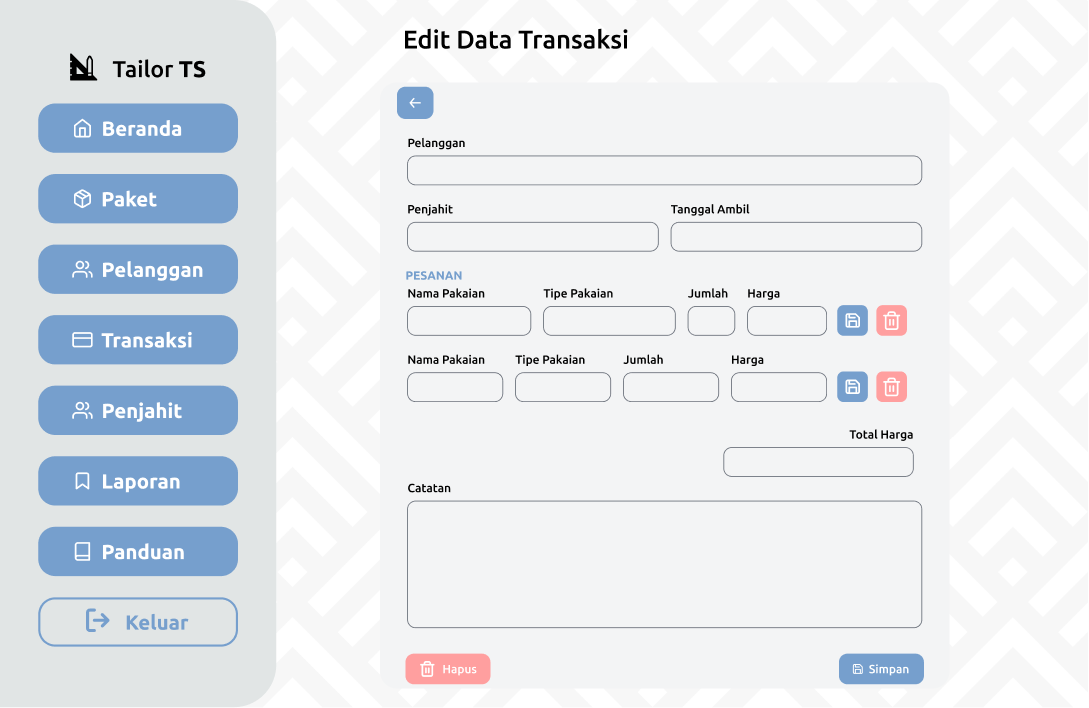 Tailor TS
Beranda
Paket
Pelanggan
Transaksi
Penjahit
Laporan
Panduan
Keluar
Edit Data Transaksi
Pelanggan
Penjahit Tanggal Ambil
PESANAN
Nama Pakaian Tipe Pakaian Jumlah Harga
Nama Pakaian Tipe Pakaian Jumlah Harga
Total Harga
Catatan
Hapus Simpan